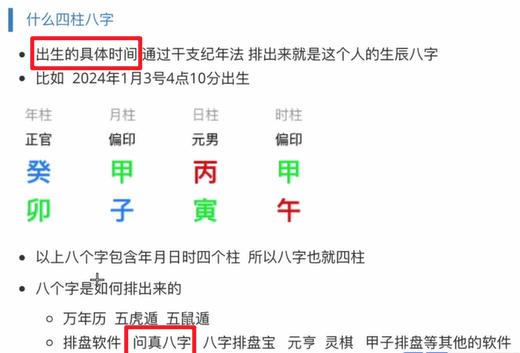 什么四柱八字
出生的具体时间 通过干支纪年法 排出来就是这个人的生辰八字
比如 2024年1月3号4点10分出生
年柱 月柱 日柱 时柱
正官 偏印 元男 偏印
癸 甲 丙 甲
卯 子 寅 午
以上八个字包含年月日时四个柱 所以八字也就四柱
八个字是如何排出来的
万年历 五虎遁 五鼠遁
排盘软件 问真八字 八字排盘宝 元亨 灵棋 甲子排盘等其他的软件